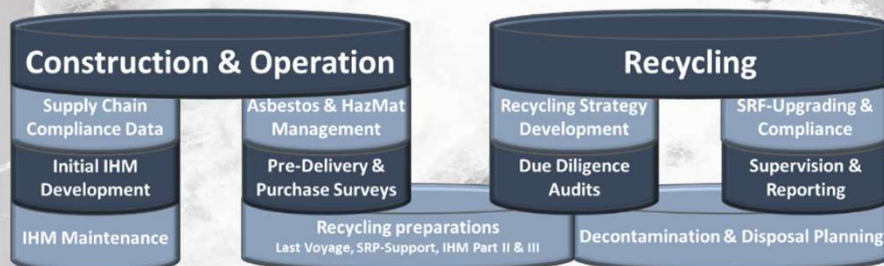 Construction & Operation
Recycling
Supply Chain
Compliance Data
Asbestos & HazMat
Management
Recycling Strategy
Development
SRF-Upgrading &
Compliance
Initial IHM
Development
Pre-Delivery &
Purchase Surveys
Due Diligence
Audits
Supervision &
Reporting
IHM Maintenance
Recycling preparations
Last Voyage, SRP-Support, IHM Part II & III
Decontamination & Disposal Planning